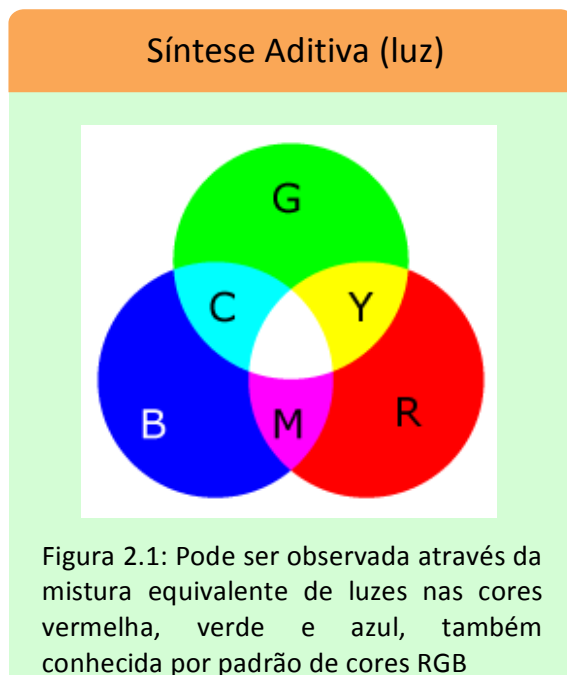 Síntese Aditiva (luz)
G
C
Y
B
M
R
Figura 2.1: Pode ser observada através da
mistura equivalente de luzes nas cores
vermelha, verde e azul, também
conhecida por padrão de cores RGB